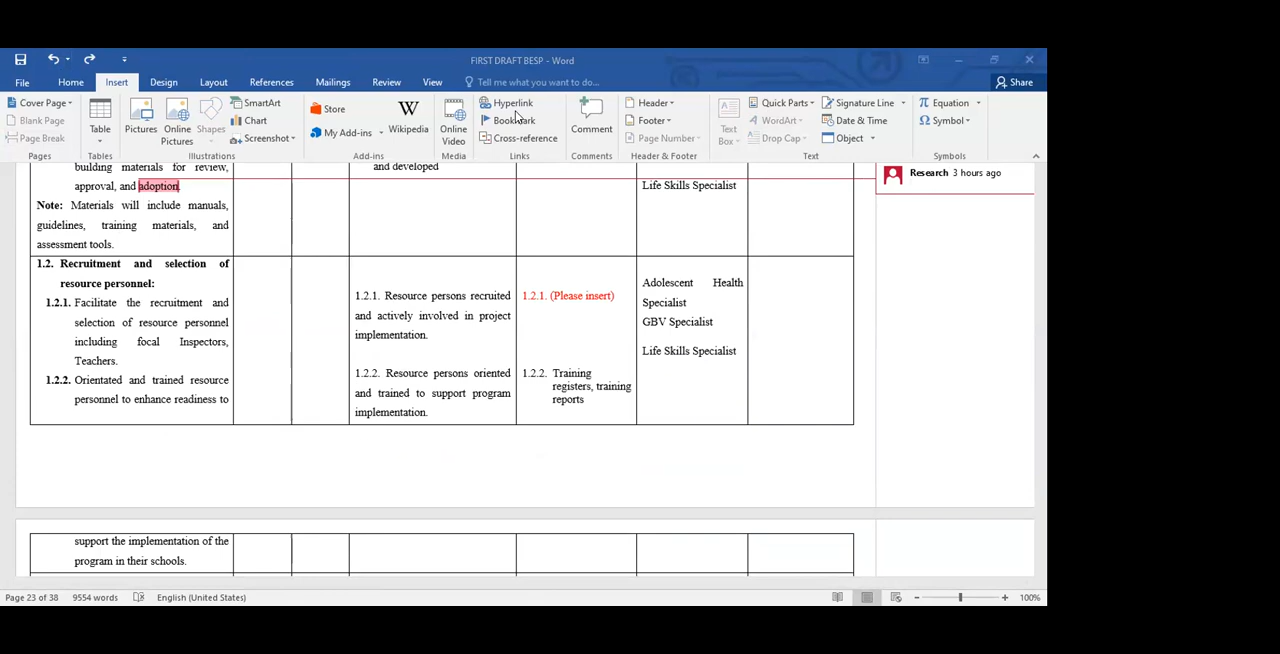 FIRST DRAFT BESP - Word
File Home Insert Design Layout References Mailings Review View Tell me what you want to do... Share
Cover Page
Blank Page
Page Break
Pages
Table
Tables
Pictures
Online
Pictures
Shapes
SmartArt
Chart
Screenshot
Illustrations
Store
My Add-ins
Wikipedia
Add-ins
Online
Video
Media
Hyperlink
Bookmark
Cross-reference
Links
Comment
Comments
Header
Footer
Page Number
Header & Footer
Text
Box
Quick Parts
WordArt
Drop Cap
Signature Line
Date & Time
Object
Text
Equation
Symbol
Symbols
building materials for review,
approval, and adoption.
Note: Materials will include manuals,
guidelines, training materials, and
assessment tools.
and developed
Life Skills Specialist
Research 3 hours ago
1.2. Recruitment and selection of
resource personnel:
1.2.1. Facilitate the recruitment and
selection of resource personnel
including focal Inspectors,
Teachers.
1.2.2. Orientated and trained resource
personnel to enhance readiness to
1.2.1. Resource persons recruited
and actively involved in project
implementation.
1.2.2. Resource persons oriented
and trained to support program
implementation.
1.2.1. (Please insert)
1.2.2. Training
registers, training
reports
Adolescent Health
Specialist
GBV Specialist
Life Skills Specialist
support the implementation of the
program in their schools.
Page 23 of 38 9554 words English (United States) 100%